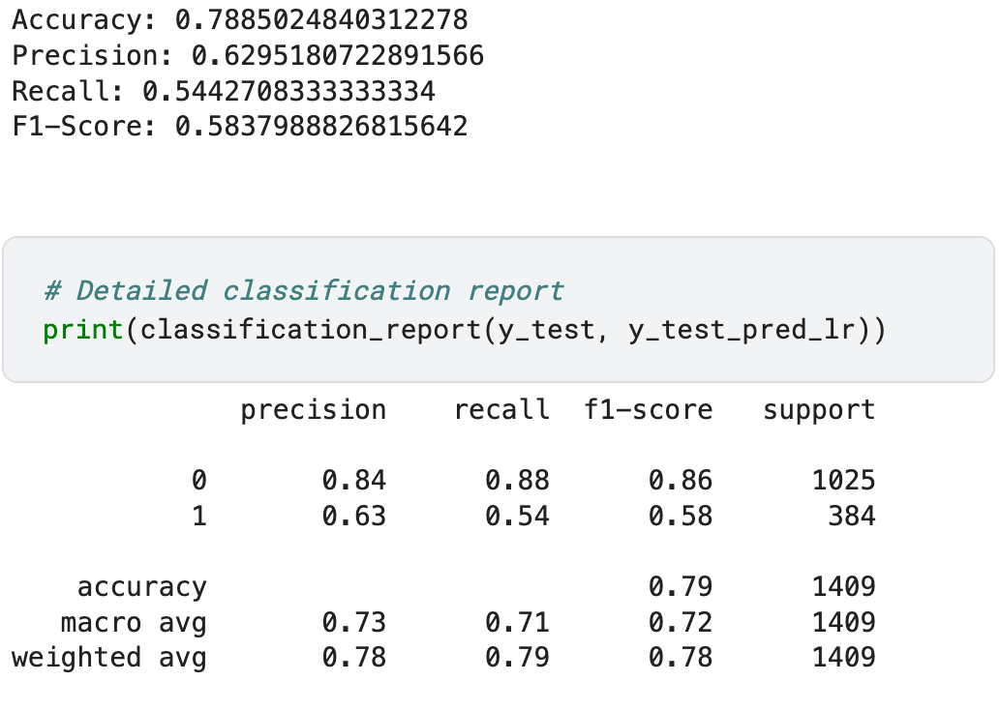 Accuracy: 0.7885024840312278
Precision: 0.6295180722891566
Recall: 0.5442708333333334
F1-Score: 0.5837988826815642
# Detailed classification report
print(classification_report(y_test, y_test_pred_lr))
precision recall f1-score support
0 0.84 0.88 0.86 1025
1 0.63 0.54 0.58 384
accuracy 0.79 1409
macro avg 0.73 0.71 0.72 1409
weighted avg 0.78 0.79 0.78 1409